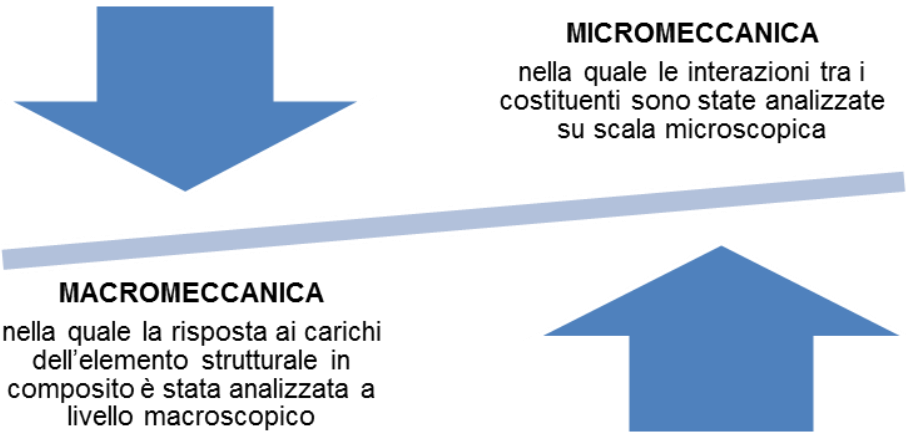 MICROMECCANICA
nella quale le interazioni tra i
costituenti sono state analizzate
su scala microscopica
MACROMECCANICA
nella quale la risposta ai carichi
dell’elemento strutturale in
composito è stata analizzata a
livello macroscopico